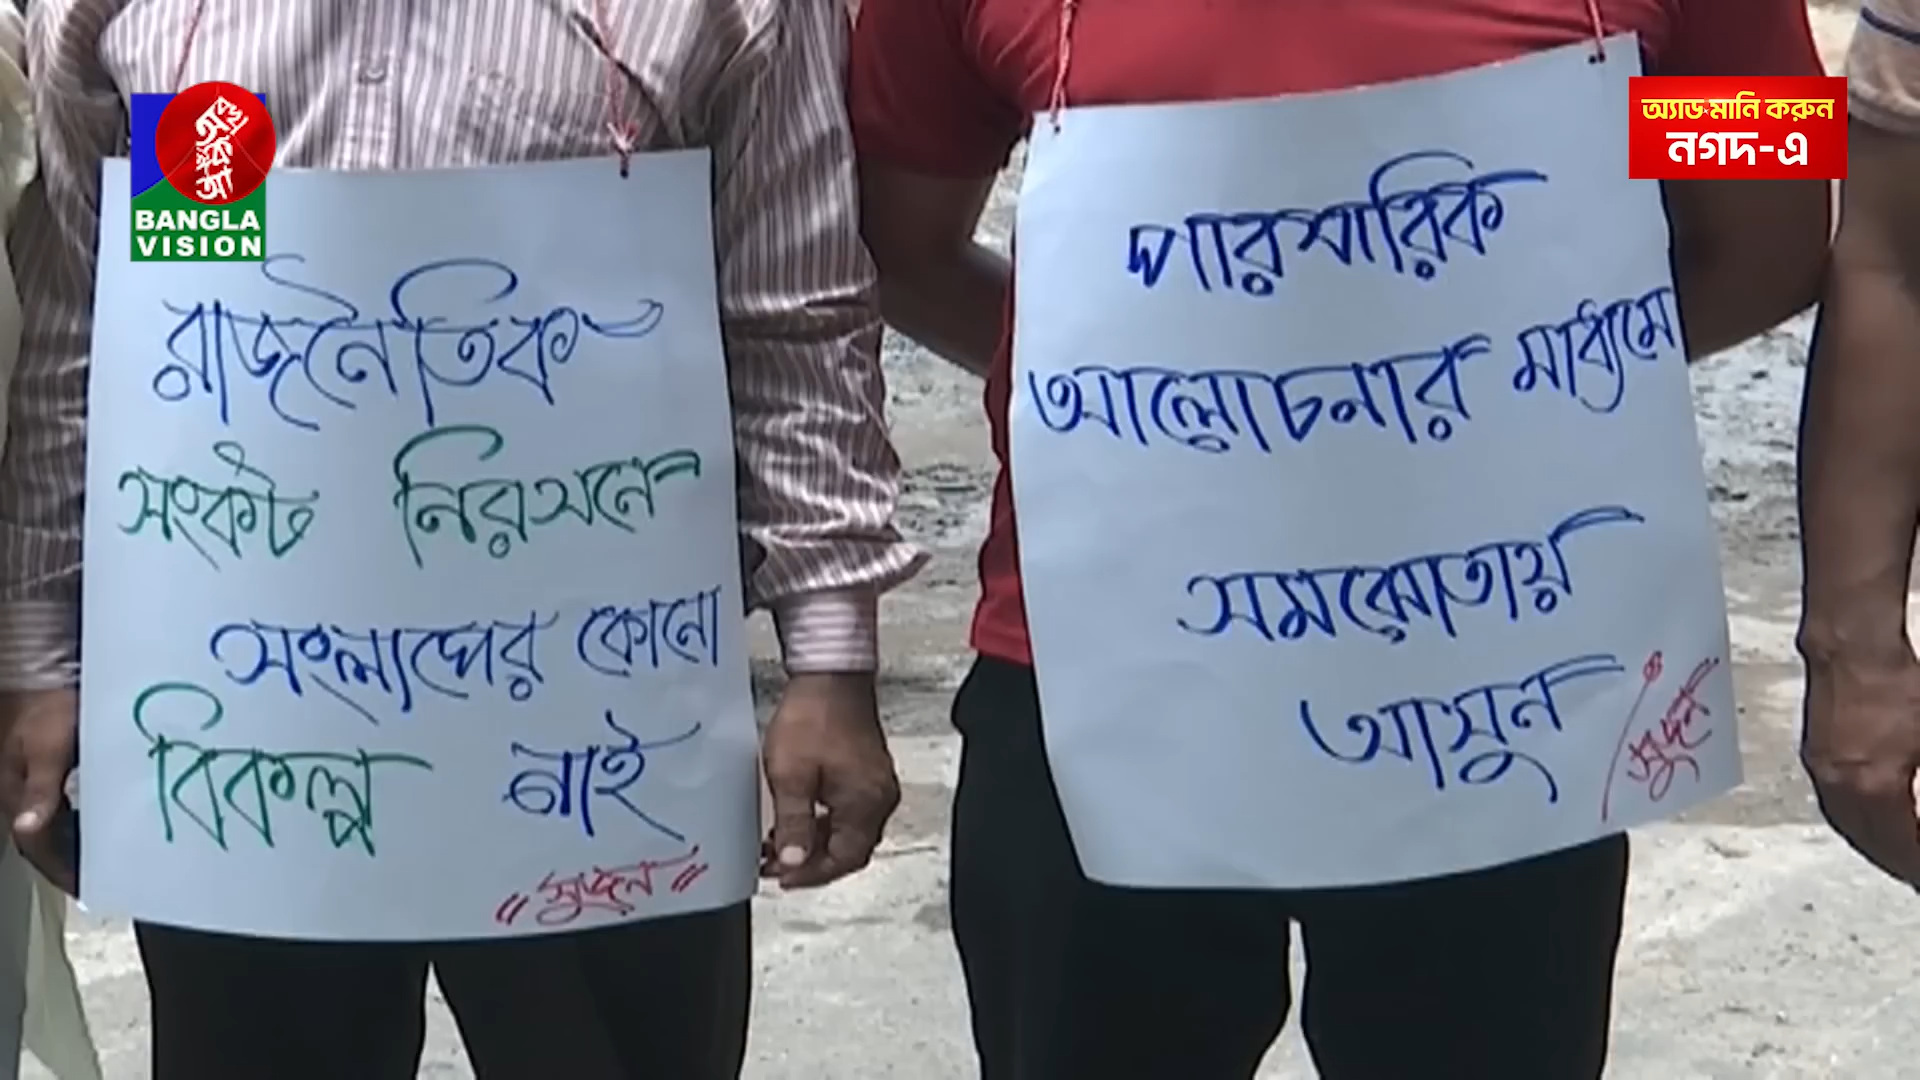 BANGLA
VISION
রাজনৈতিক
সংকট নিরসনে
সংলাপের কোনো
বিকল্প নাই
"সুজন"
পারস্পরিক
আলোচনার মাধ্যমে
সমঝোতায়
আসুন
সুজন
অ্যাড মানি করুন
নগদ-এ